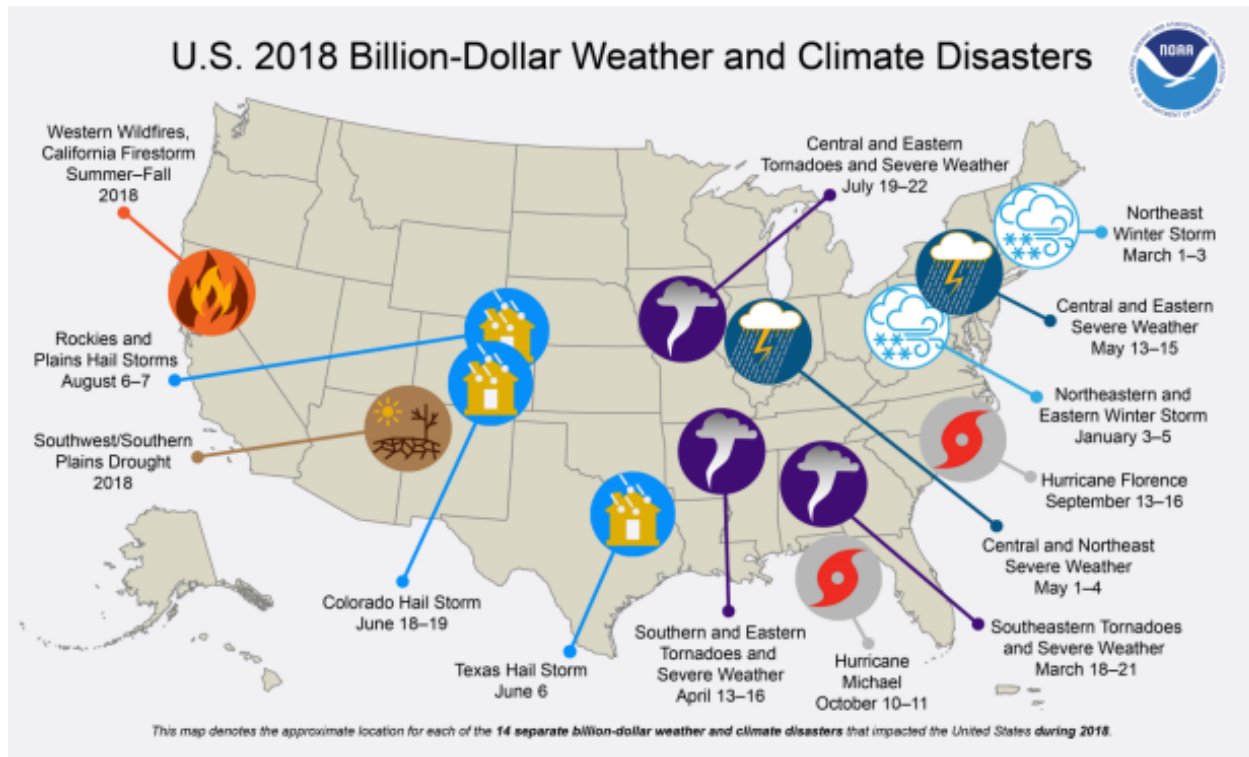 U.S. 2018 Billion-Dollar Weather and Climate Disasters
NOAA
Western Wildfires,
California Firestorm
Summer–Fall
2018
Central and Eastern
Tornadoes and Severe Weather
July 19–22
Northeast
Winter Storm
March 1–3
Central and Eastern
Severe Weather
May 13–15
Rockies and
Plains Hail Storms
August 6–7
Northeastern and
Eastern Winter Storm
January 3–5
Southwest/Southern
Plains Drought
2018
Hurricane Florence
September 13–16
Central and Northeast
Severe Weather
May 1–4
Colorado Hail Storm
June 18–19
Texas Hail Storm
June 6
Southern and Eastern
Tornadoes and
Severe Weather
April 13–16
Hurricane
Michael
October 10–11
Southeastern Tornadoes
and Severe Weather
March 18–21
This map denotes the approximate location for each of the 14 separate billion-dollar weather and climate disasters that impacted the United States during 2018.